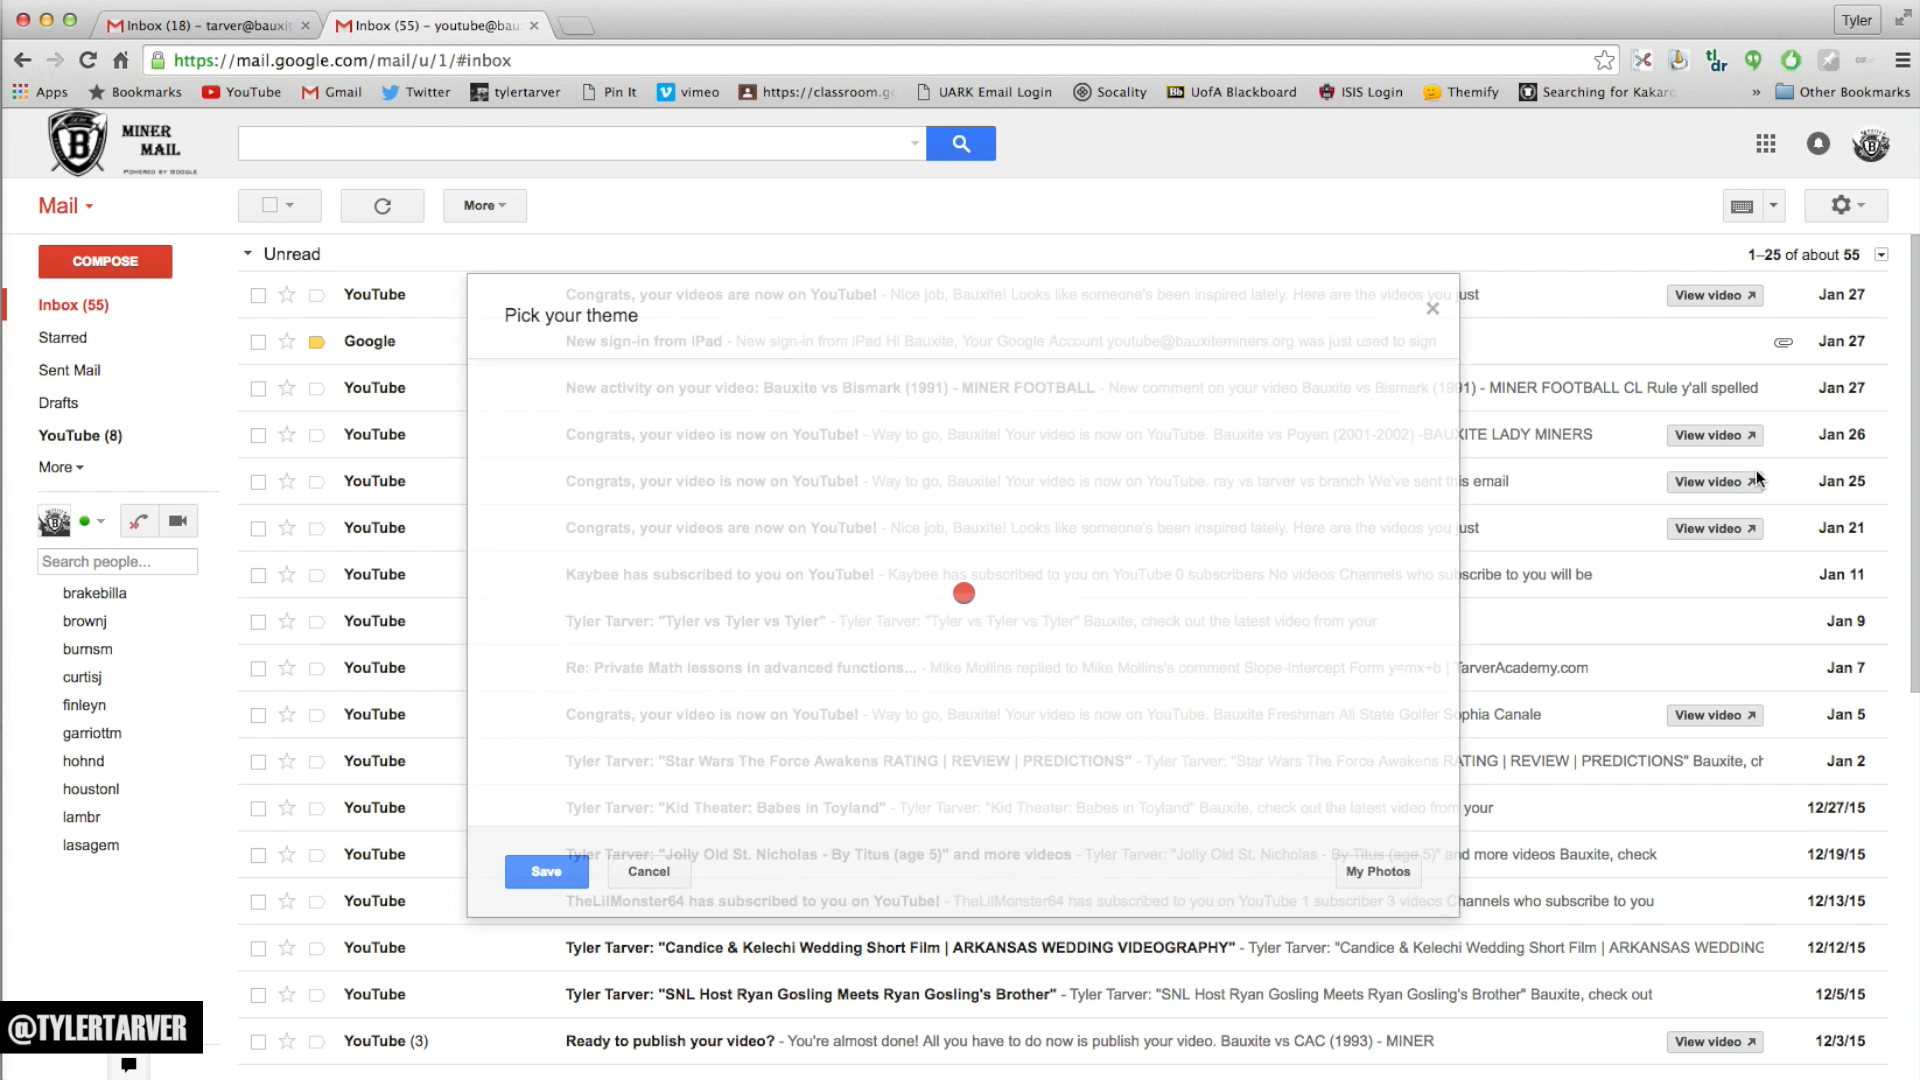 Inbox (18) – tarver@bauxit
Inbox (55) – youtube@bau
Tyler
https://mail.google.com/mail/u/1/#inbox
tl;dr
Apps
Bookmarks
YouTube
Gmail
Twitter
tylertarver
Pin It
vimeo
https://classroom.g
UARK Email Login
Socality
UofA Blackboard
ISIS Login
Themify
Searching for Kakar
»
Other Bookmarks
MINER
MAIL
POWERED BY GOOGLE
Mail
More
COMPOSE
Unread
1–25 of about 55
Inbox (55)
Starred
Sent Mail
Drafts
YouTube (8)
More
Search people...
brakebilla
brownj
burnsm
curtisj
finleyn
garriottm
hohnd
houstonl
lambr
lasagem
Pick your theme
YouTube Congrats, your videos are now on YouTube! - Nice job, Bauxite! Looks like someone's been inspired lately. Here are the videos you just View video Jan 27
Google New sign-in from iPad - New sign-in from iPad Hi Bauxite, Your Google Account youtube@bauxiteminers.org was just used to sign Jan 27
YouTube New activity on your video: Bauxite vs Bismark (1991) - MINER FOOTBALL - New comment on your video Bauxite vs Bismark (1991) - MINER FOOTBALL CL Rule y'all spelled Jan 27
YouTube Congrats, your video is now on YouTube! - Way to go, Bauxite! Your video is now on YouTube. Bauxite vs Poyen (2001-2002) -BAUXITE LADY MINERS View video Jan 26
YouTube Congrats, your video is now on YouTube! - Way to go, Bauxite! Your video is now on YouTube. ray vs tarver vs branch We've sent this email View video Jan 25
YouTube Congrats, your videos are now on YouTube! - Nice job, Bauxite! Looks like someone's been inspired lately. Here are the videos you just View video Jan 21
YouTube Kaybee has subscribed to you on YouTube! - Kaybee has subscribed to you on YouTube 0 subscribers No videos Channels who subscribe to you will be Jan 11
YouTube Tyler Tarver: "Tyler vs Tyler vs Tyler" - Tyler Tarver: "Tyler vs Tyler vs Tyler" Bauxite, check out the latest video from your Jan 9
YouTube Re: Private Math lessons in advanced functions... - Mike Mollins replied to Mike Mollins's comment Slope-Intercept Form y=mx+b | TarverAcademy.com Jan 7
YouTube Congrats, your video is now on YouTube! - Way to go, Bauxite! Your video is now on YouTube. Bauxite Freshman All State Golfer Sophia Canale View video Jan 5
YouTube Tyler Tarver: "Star Wars The Force Awakens RATING | REVIEW | PREDICTIONS" - Tyler Tarver: "Star Wars The Force Awakens RATING | REVIEW | PREDICTIONS" Bauxite, ch Jan 2
YouTube Tyler Tarver: "Kid Theater: Babes in Toyland" - Tyler Tarver: "Kid Theater: Babes in Toyland" Bauxite, check out the latest video from your 12/27/15
YouTube Tyler Tarver: "Jolly Old St. Nicholas - By Titus (age 5)" and more videos - Tyler Tarver: "Jolly Old St. Nicholas - By Titus (age 5)" and more videos Bauxite, check 12/19/15
Save
Cancel
My Photos
YouTube TheLilMonster64 has subscribed to you on YouTube! - TheLilMonster64 has subscribed to you on YouTube 1 subscriber 3 videos Channels who subscribe to you 12/13/15
YouTube Tyler Tarver: "Candice & Kelechi Wedding Short Film | ARKANSAS WEDDING VIDEOGRAPHY" - Tyler Tarver: "Candice & Kelechi Wedding Short Film | ARKANSAS WEDDING 12/12/15
YouTube Tyler Tarver: "SNL Host Ryan Gosling Meets Ryan Gosling's Brother" - Tyler Tarver: "SNL Host Ryan Gosling Meets Ryan Gosling's Brother" Bauxite, check out 12/5/15
YouTube (3) Ready to publish your video? - You're almost done! All you have to do now is publish your video. Bauxite vs CAC (1993) - MINER View video 12/3/15
@TYLERTARVER